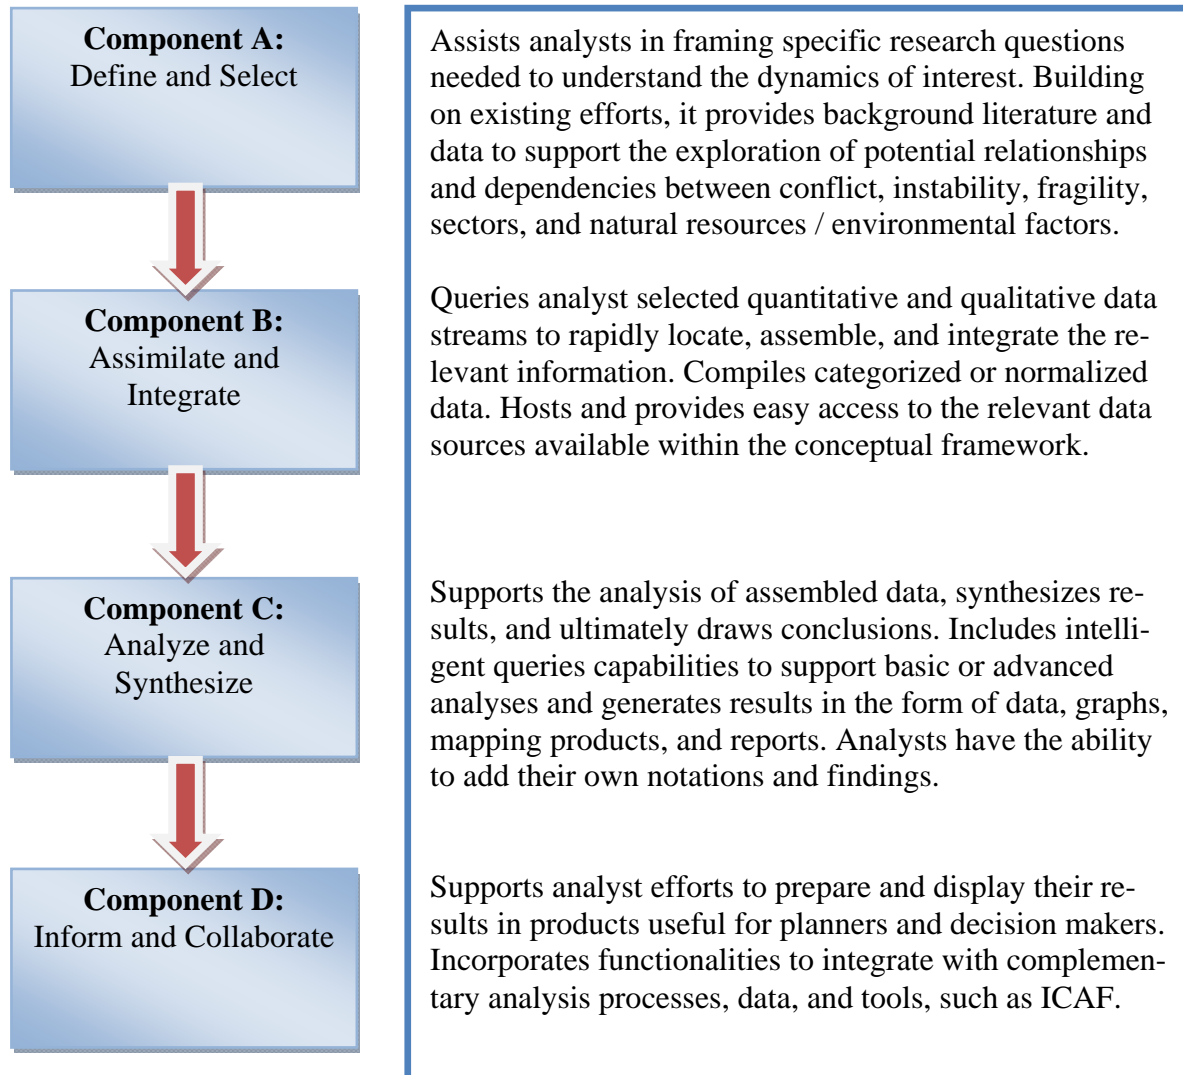 Component A:
Define and Select
Assists analysts in framing specific research questions
needed to understand the dynamics of interest. Building
on existing efforts, it provides background literature and
data to support the exploration of potential relationships
and dependencies between conflict, instability, fragility,
sectors, and natural resources / environmental factors.
Component B:
Assimilate and
Integrate
Queries analyst selected quantitative and qualitative data
streams to rapidly locate, assemble, and integrate the re-
levant information. Compiles categorized or normalized
data. Hosts and provides easy access to the relevant data
sources available within the conceptual framework.
Component C:
Analyze and
Synthesize
Supports the analysis of assembled data, synthesizes re-
sults, and ultimately draws conclusions. Includes intelli-
gent queries capabilities to support basic or advanced
analyses and generates results in the form of data, graphs,
mapping products, and reports. Analysts have the ability
to add their own notations and findings.
Component D:
Inform and Collaborate
Supports analyst efforts to prepare and display their re-
sults in products useful for planners and decision makers.
Incorporates functionalities to integrate with complemen-
tary analysis processes, data, and tools, such as ICAF.